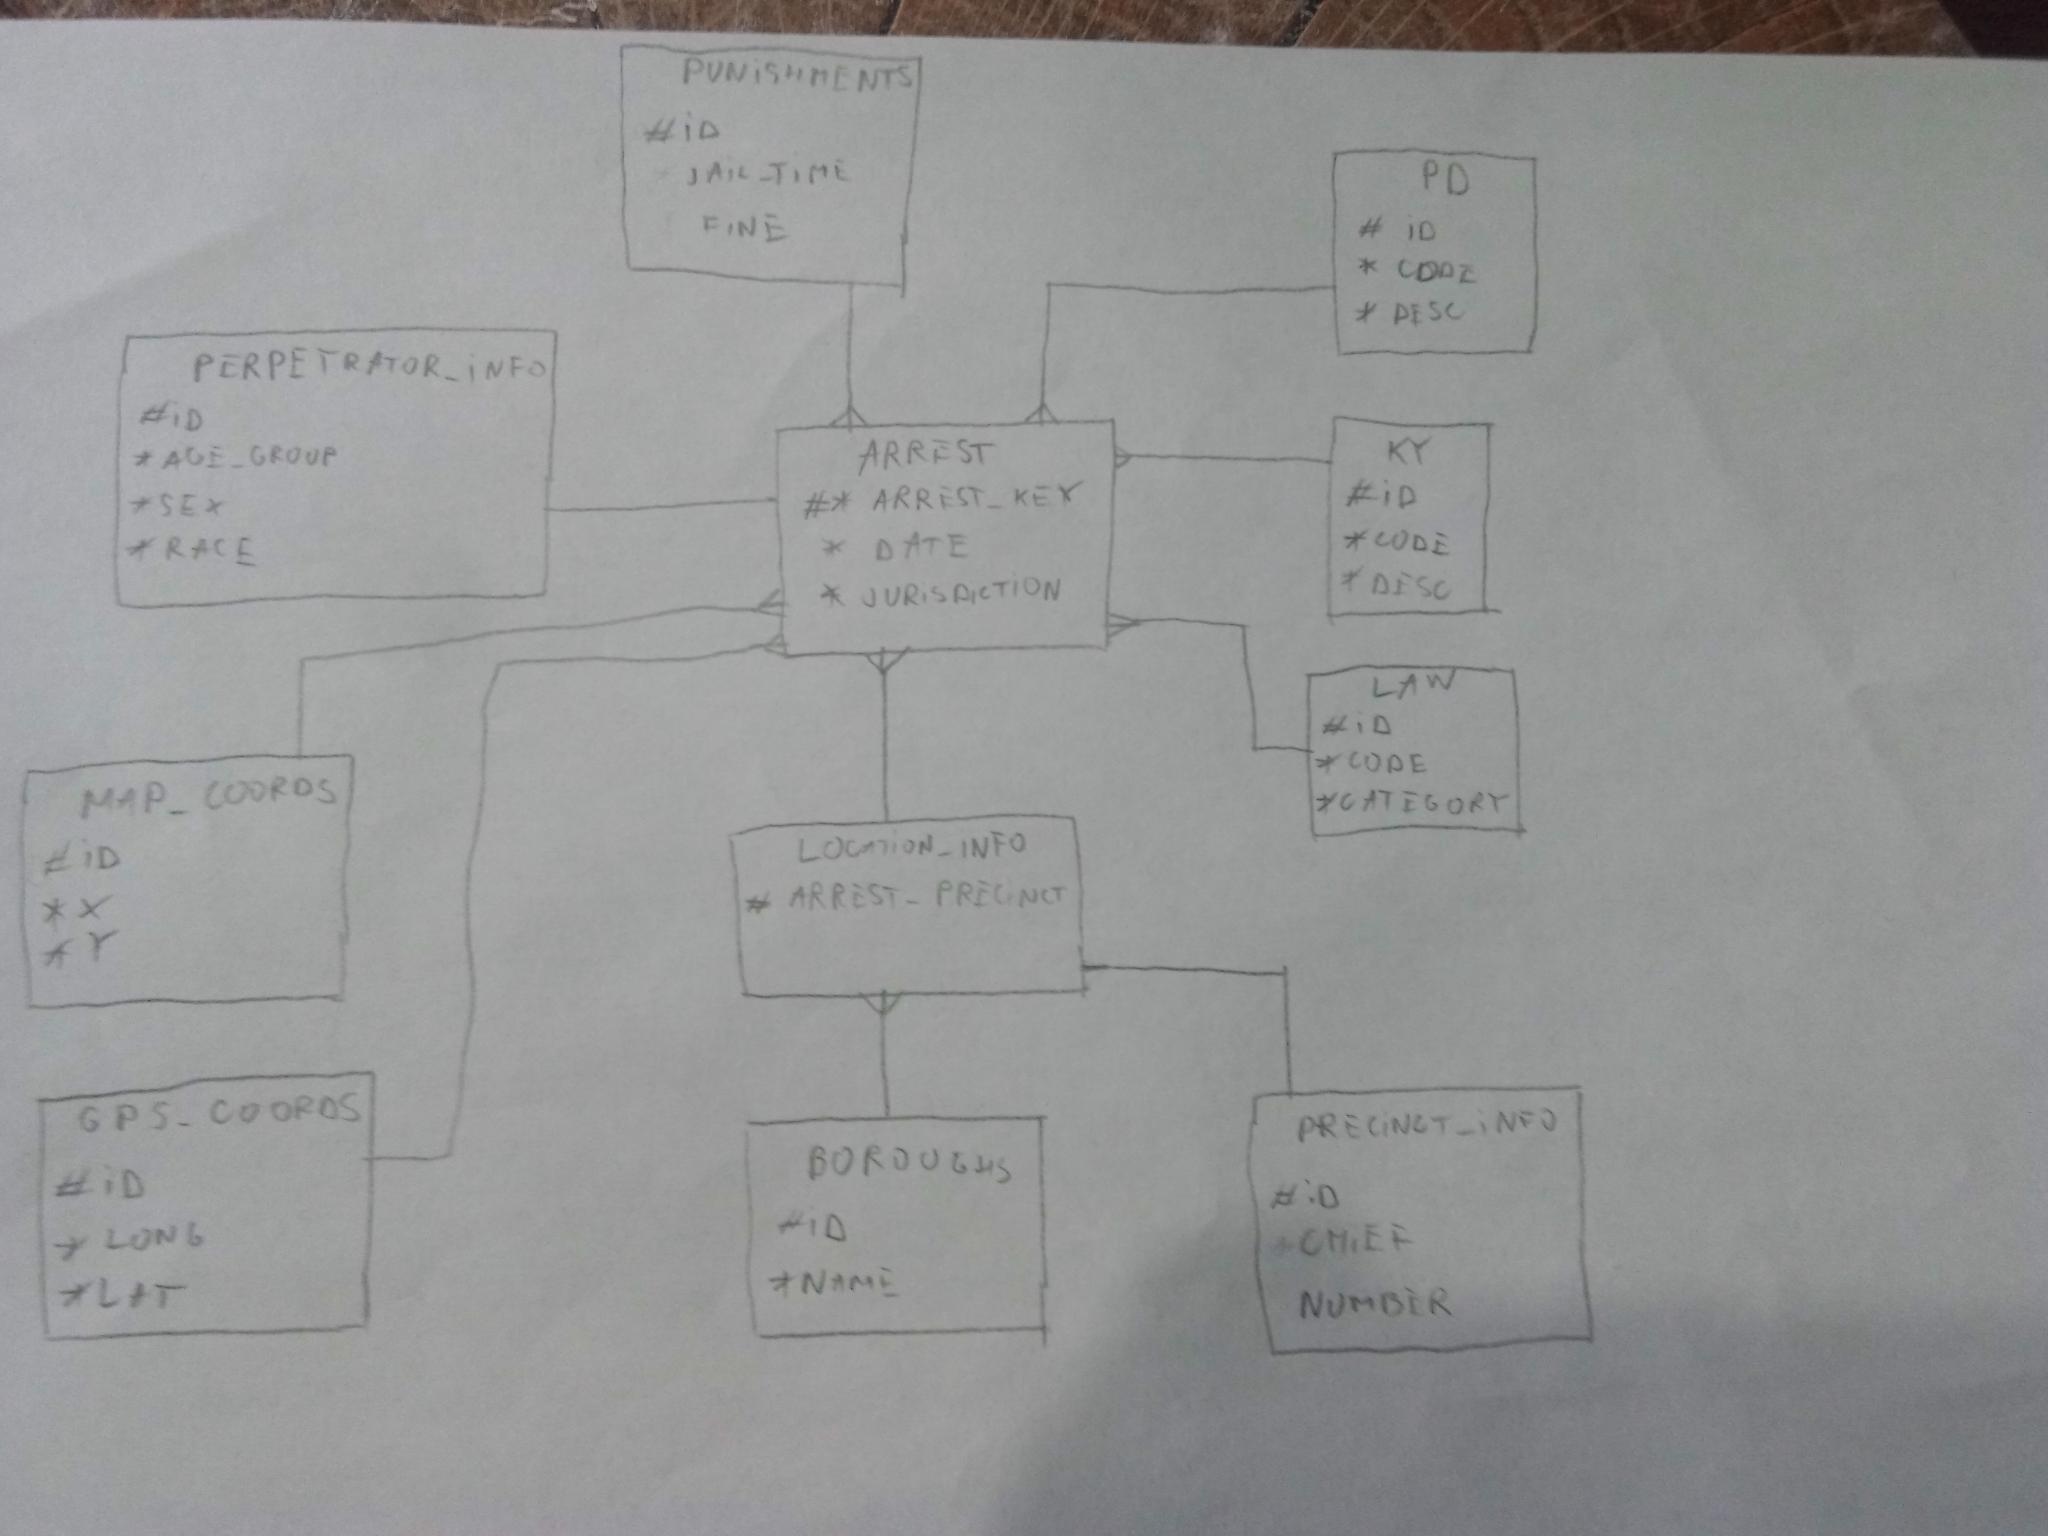 PUNISHMENTS
#iD
JAIL_TIME
FINE
PD
# iD
* CODE
* DESC
PERPETRATOR_iNFO
#iD
*AGE_GROUP
*SEX
*RACE
ARREST
#* ARREST_KEY
* DATE
* JURISDICTION
KY
#iD
*CODE
*DESC
LAW
#iD
*CODE
*CATEGORY
MAP_COORDS
#iD
*X
*Y
LOCATION_INFO
# ARREST_PRECINCT
GPS_COORDS
#iD
* LONG
*LAT
BOROUGHS
#iD
*NAME
PRECINCT_iNFO
#iD
CHIEF
NUMBER